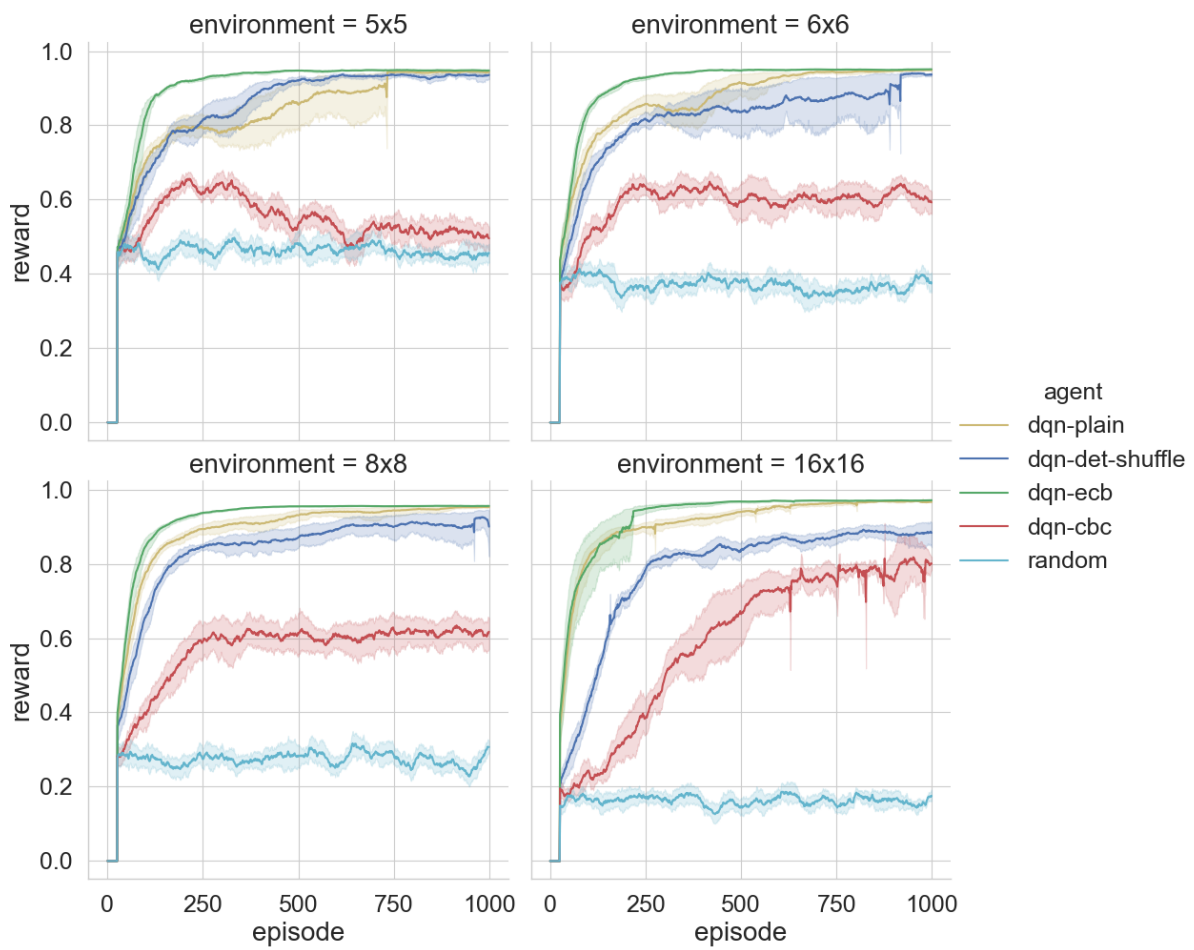 environment = 5x5
environment = 6x6
1.0
0.8
0.6
0.4
0.2
0.0
reward
environment = 8x8
environment = 16x16
1.0
0.8
0.6
0.4
0.2
0.0
reward
0 250 500 750 1000
episode
0 250 500 750 1000
episode
agent
dqn-plain
dqn-det-shuffle
dqn-ecb
dqn-cbc
random